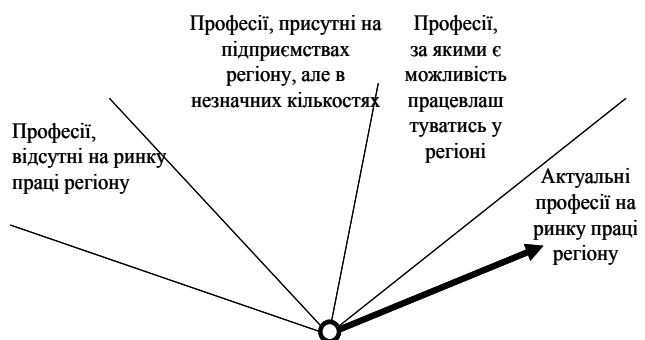 Професії, присутні на
підприємствах
регіону, але в
незначних кількостях
Професії,
за якими є
можливість
працевлаш
туватись у
регіоні
Професії,
відсутні на ринку
праці регіону
Актуальні
професії на
ринку праці
регіону